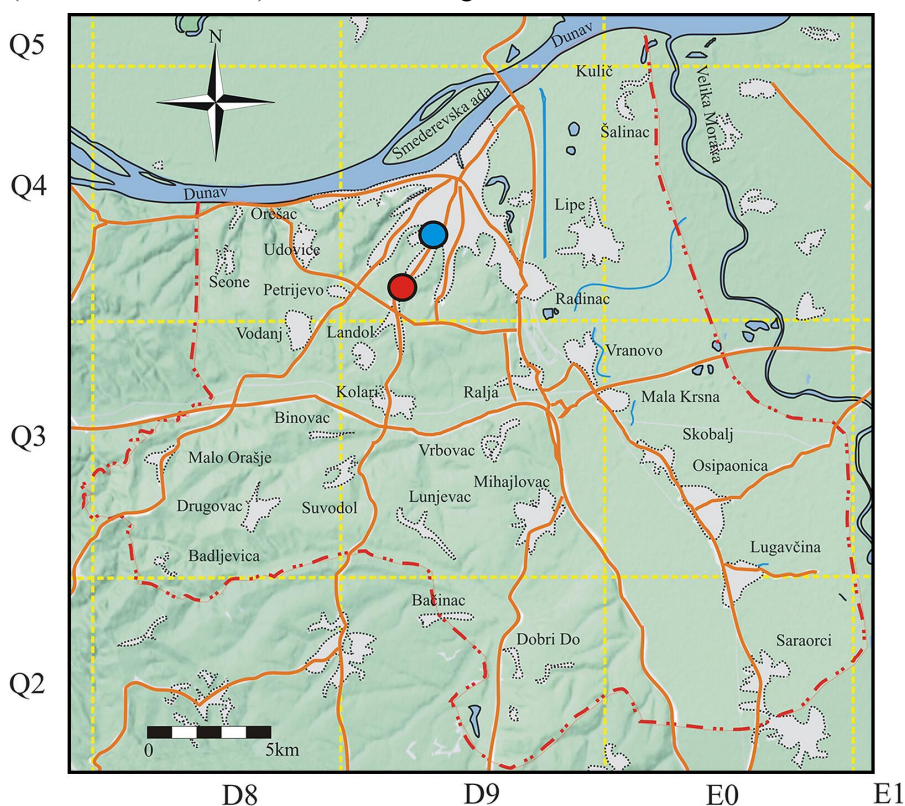 Q5
N
Dunav
Kulič
Velika Morava
Smederevska ada
Šalinac
Q4
Dunav
Orešac
Lipe
Udovice
Seone
Petrijevo
Radinac
Vodanj
Landol
Vranovo
Kolari
Ralja
Mala Krsna
Binovac
Q3
Skobalj
Vrbovac
Malo Orašje
Osipaonica
Mihajlovac
Lunjevac
Drugovac
Suvodol
Lugavčina
Badljevica
Bačinac
Dobri Do
Saraorci
Q2
0 5km
D8 D9 E0 E1